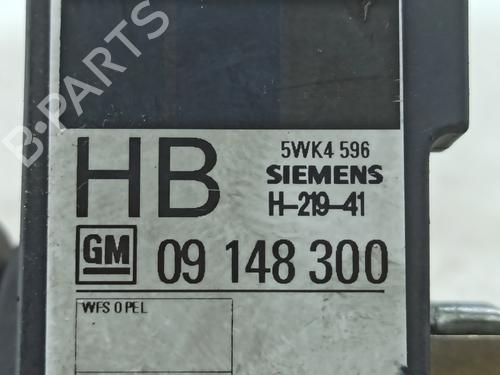 B-PARTS
HB
5WK4 596
SIEMENS
H-219-41
GM
09 148 300
WFS OPEL